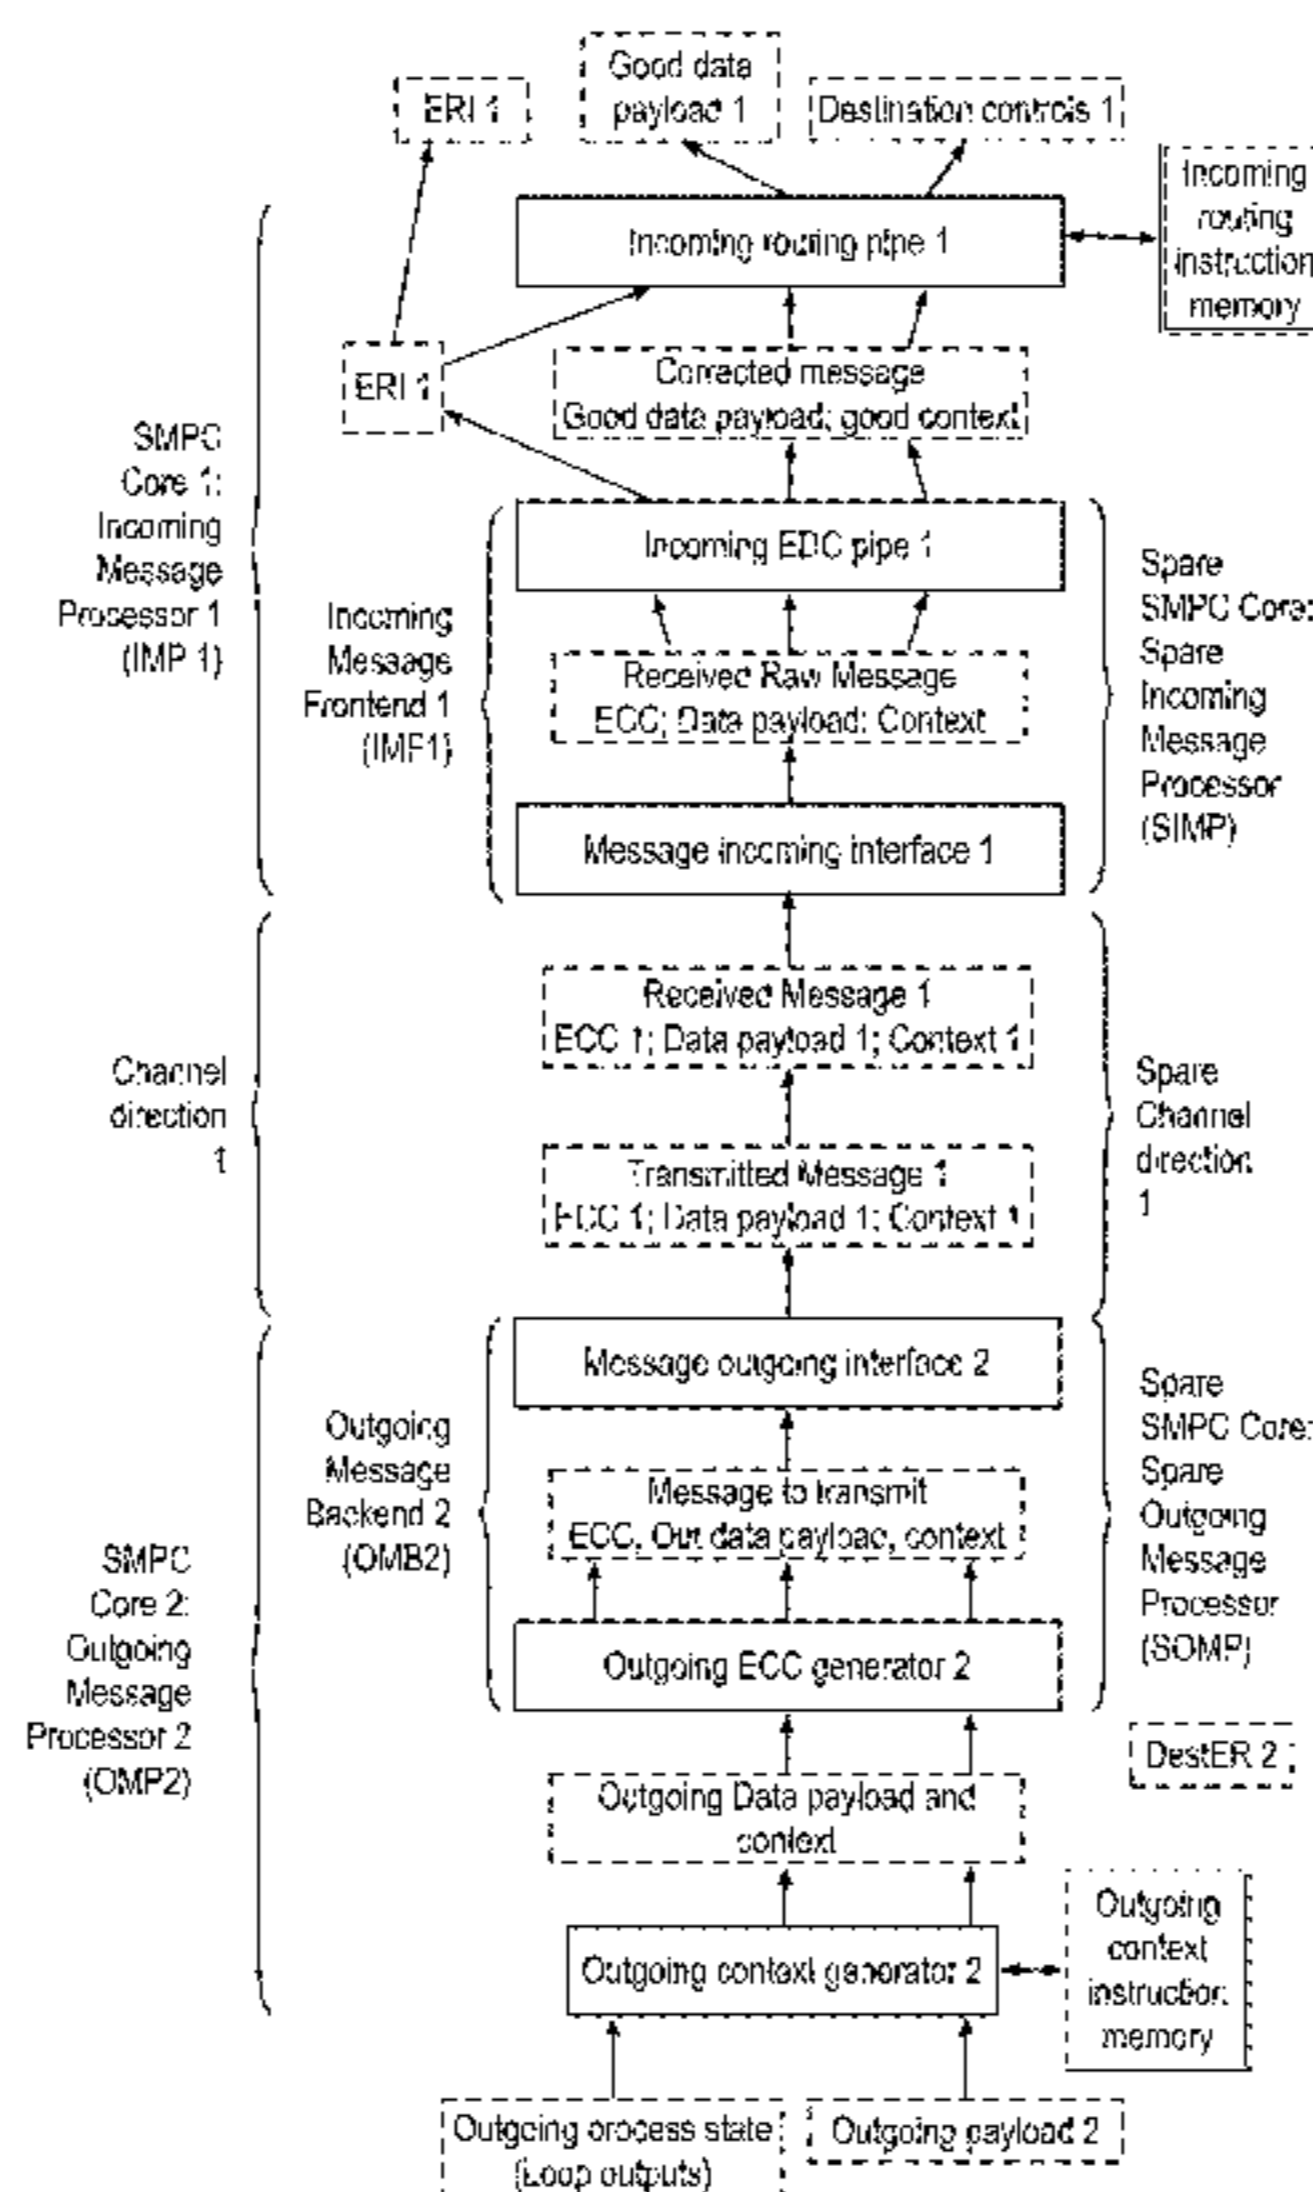 Good data
payload 1
ERI 1
Destination controls 1
Incoming
routing
instruction
memory
Incoming routing pipe 1
ERI 1
Corrected message
Good data payload; good context
SMPC
Core 1:
Incoming
Message
Processor 1
(IMP 1)
Incoming EDC pipe 1
Incoming
Message
Frontend 1
(IMF1)
Received Raw Message
ECC; Data payload; Context
Spare
SMPC Core:
Spare
Incoming
Message
Processor
(SIMP)
Message incoming interface 1
Received Message 1
ECC 1; Data payload 1; Context 1
Channel
direction
1
Spare
Channel
direction
1
Transmitted Message 1
ECC 1; Data payload 1; Context 1
Message outgoing interface 2
Outgoing
Message
Backend 2
(OMB2)
Message to transmit
ECC, Out data payload, context
Spare
SMPC Core:
Spare
Outgoing
Message
Processor
(SOMP)
SMPC
Core 2:
Outgoing
Message
Processor 2
(OMP2)
Outgoing ECC generator 2
DestER 2
Outgoing Data payload and
context
Outgoing context generator 2
Outgoing
context
instruction
memory
Outgoing process state
(Loop outputs)
Outgoing payload 2